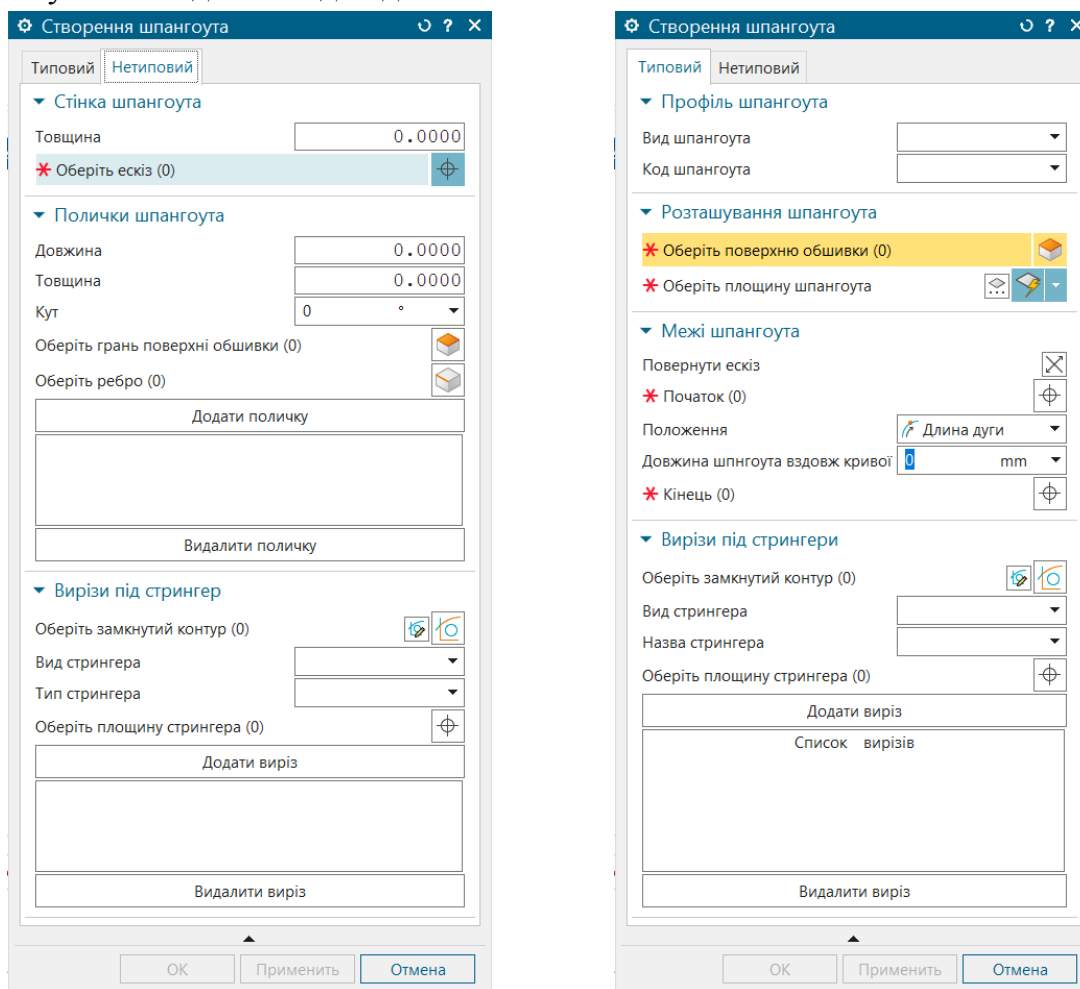 Створення шпангоута
Типовий Нетиповий
Стінка шпангоута
Товщина 0.0000
* Оберіть ескіз (0)
Полички шпангоута
Довжина 0.0000
Товщина 0.0000
Кут 0 °
Оберіть грань поверхні обшивки (0)
Оберіть ребро (0)
Додати поличку
Видалити поличку
Вирізи під стрингер
Оберіть замкнутий контур (0)
Вид стрингера
Тип стрингера
Оберіть площину стрингера (0)
Додати виріз
Видалити виріз
OK Применить Отмена
Створення шпангоута
Типовий Нетиповий
Профіль шпангоута
Вид шпангоута
Код шпангоута
Розташування шпангоута
* Оберіть поверхню обшивки (0)
* Оберіть площину шпангоута
Межі шпангоута
Повернути ескіз
* Початок (0)
Положення Длина дуги
Довжина шпнгоута вздовж кривої 0 mm
* Кінець (0)
Вирізи під стрингери
Оберіть замкнутий контур (0)
Вид стрингера
Назва стрингера
Оберіть площину стрингера (0)
Додати виріз
Список вирізів
Видалити виріз
OK Применить Отмена